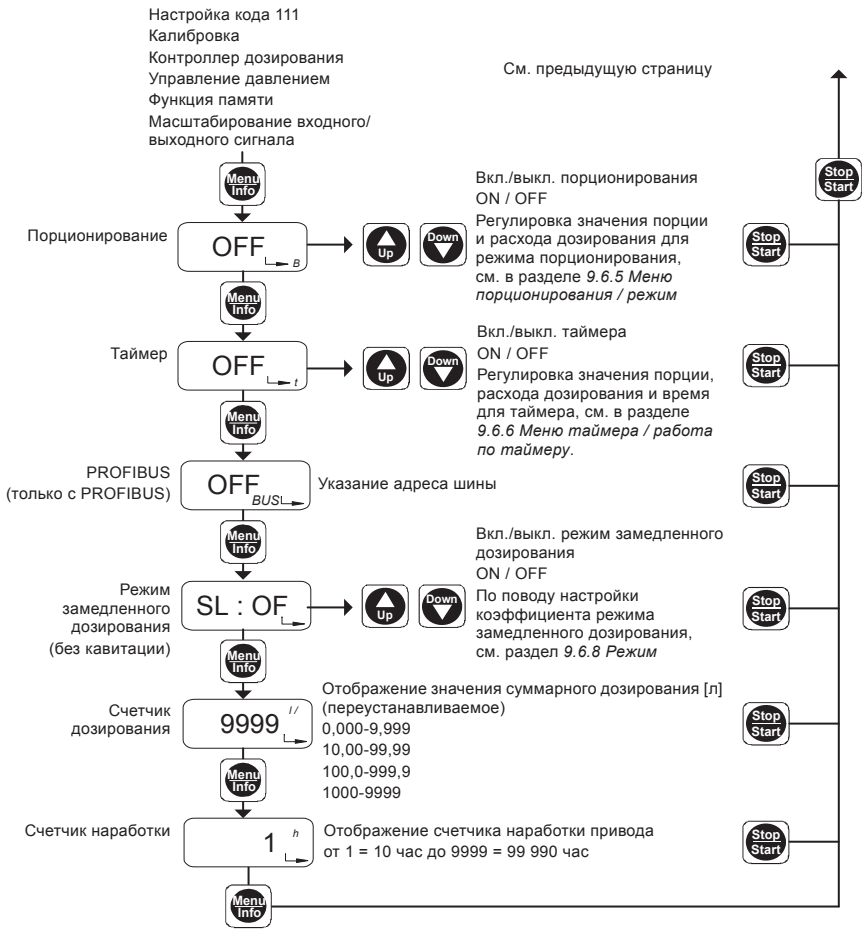 Настройка кода 111
Калибровка
Контроллер дозирования
Управление давлением
Функция памяти
Масштабирование входного/
выходного сигнала
См. предыдущую страницу
Menu
Info
Stop
Start
Порционирование
OFF
B
Up
Down
Вкл./выкл. порционирования
ON / OFF
Регулировка значения порции
и расхода дозирования для
режима порционирования,
см. в разделе 9.6.5 Меню
порционирования / режим
Stop
Start
Menu
Info
Таймер
OFF
t
Up
Down
Вкл./выкл. таймера
ON / OFF
Регулировка значения порции,
расхода дозирования и время
для таймера, см. в разделе
9.6.6 Меню таймера / работа
по таймеру.
Stop
Start
Menu
Info
PROFIBUS
(только с PROFIBUS)
OFF
BUS
Указание адреса шины
Stop
Start
Menu
Info
Режим
замедленного
дозирования
(без кавитации)
SL : OF
Up
Down
Вкл./выкл. режим замедленного
дозирования
ON / OFF
По поводу настройки
коэффициента режима
замедленного дозирования,
см. раздел 9.6.8 Режим
Stop
Start
Menu
Info
Счетчик
дозирования
9999
l /
Отображение значения суммарного дозирования [л]
(переустанавливаемое)
0,000-9,999
10,00-99,99
100,0-999,9
1000-9999
Stop
Start
Menu
Info
Счетчик наработки
1
h
Отображение счетчика наработки привода
от 1 = 10 час до 9999 = 99 990 час
Stop
Start
Menu
Info